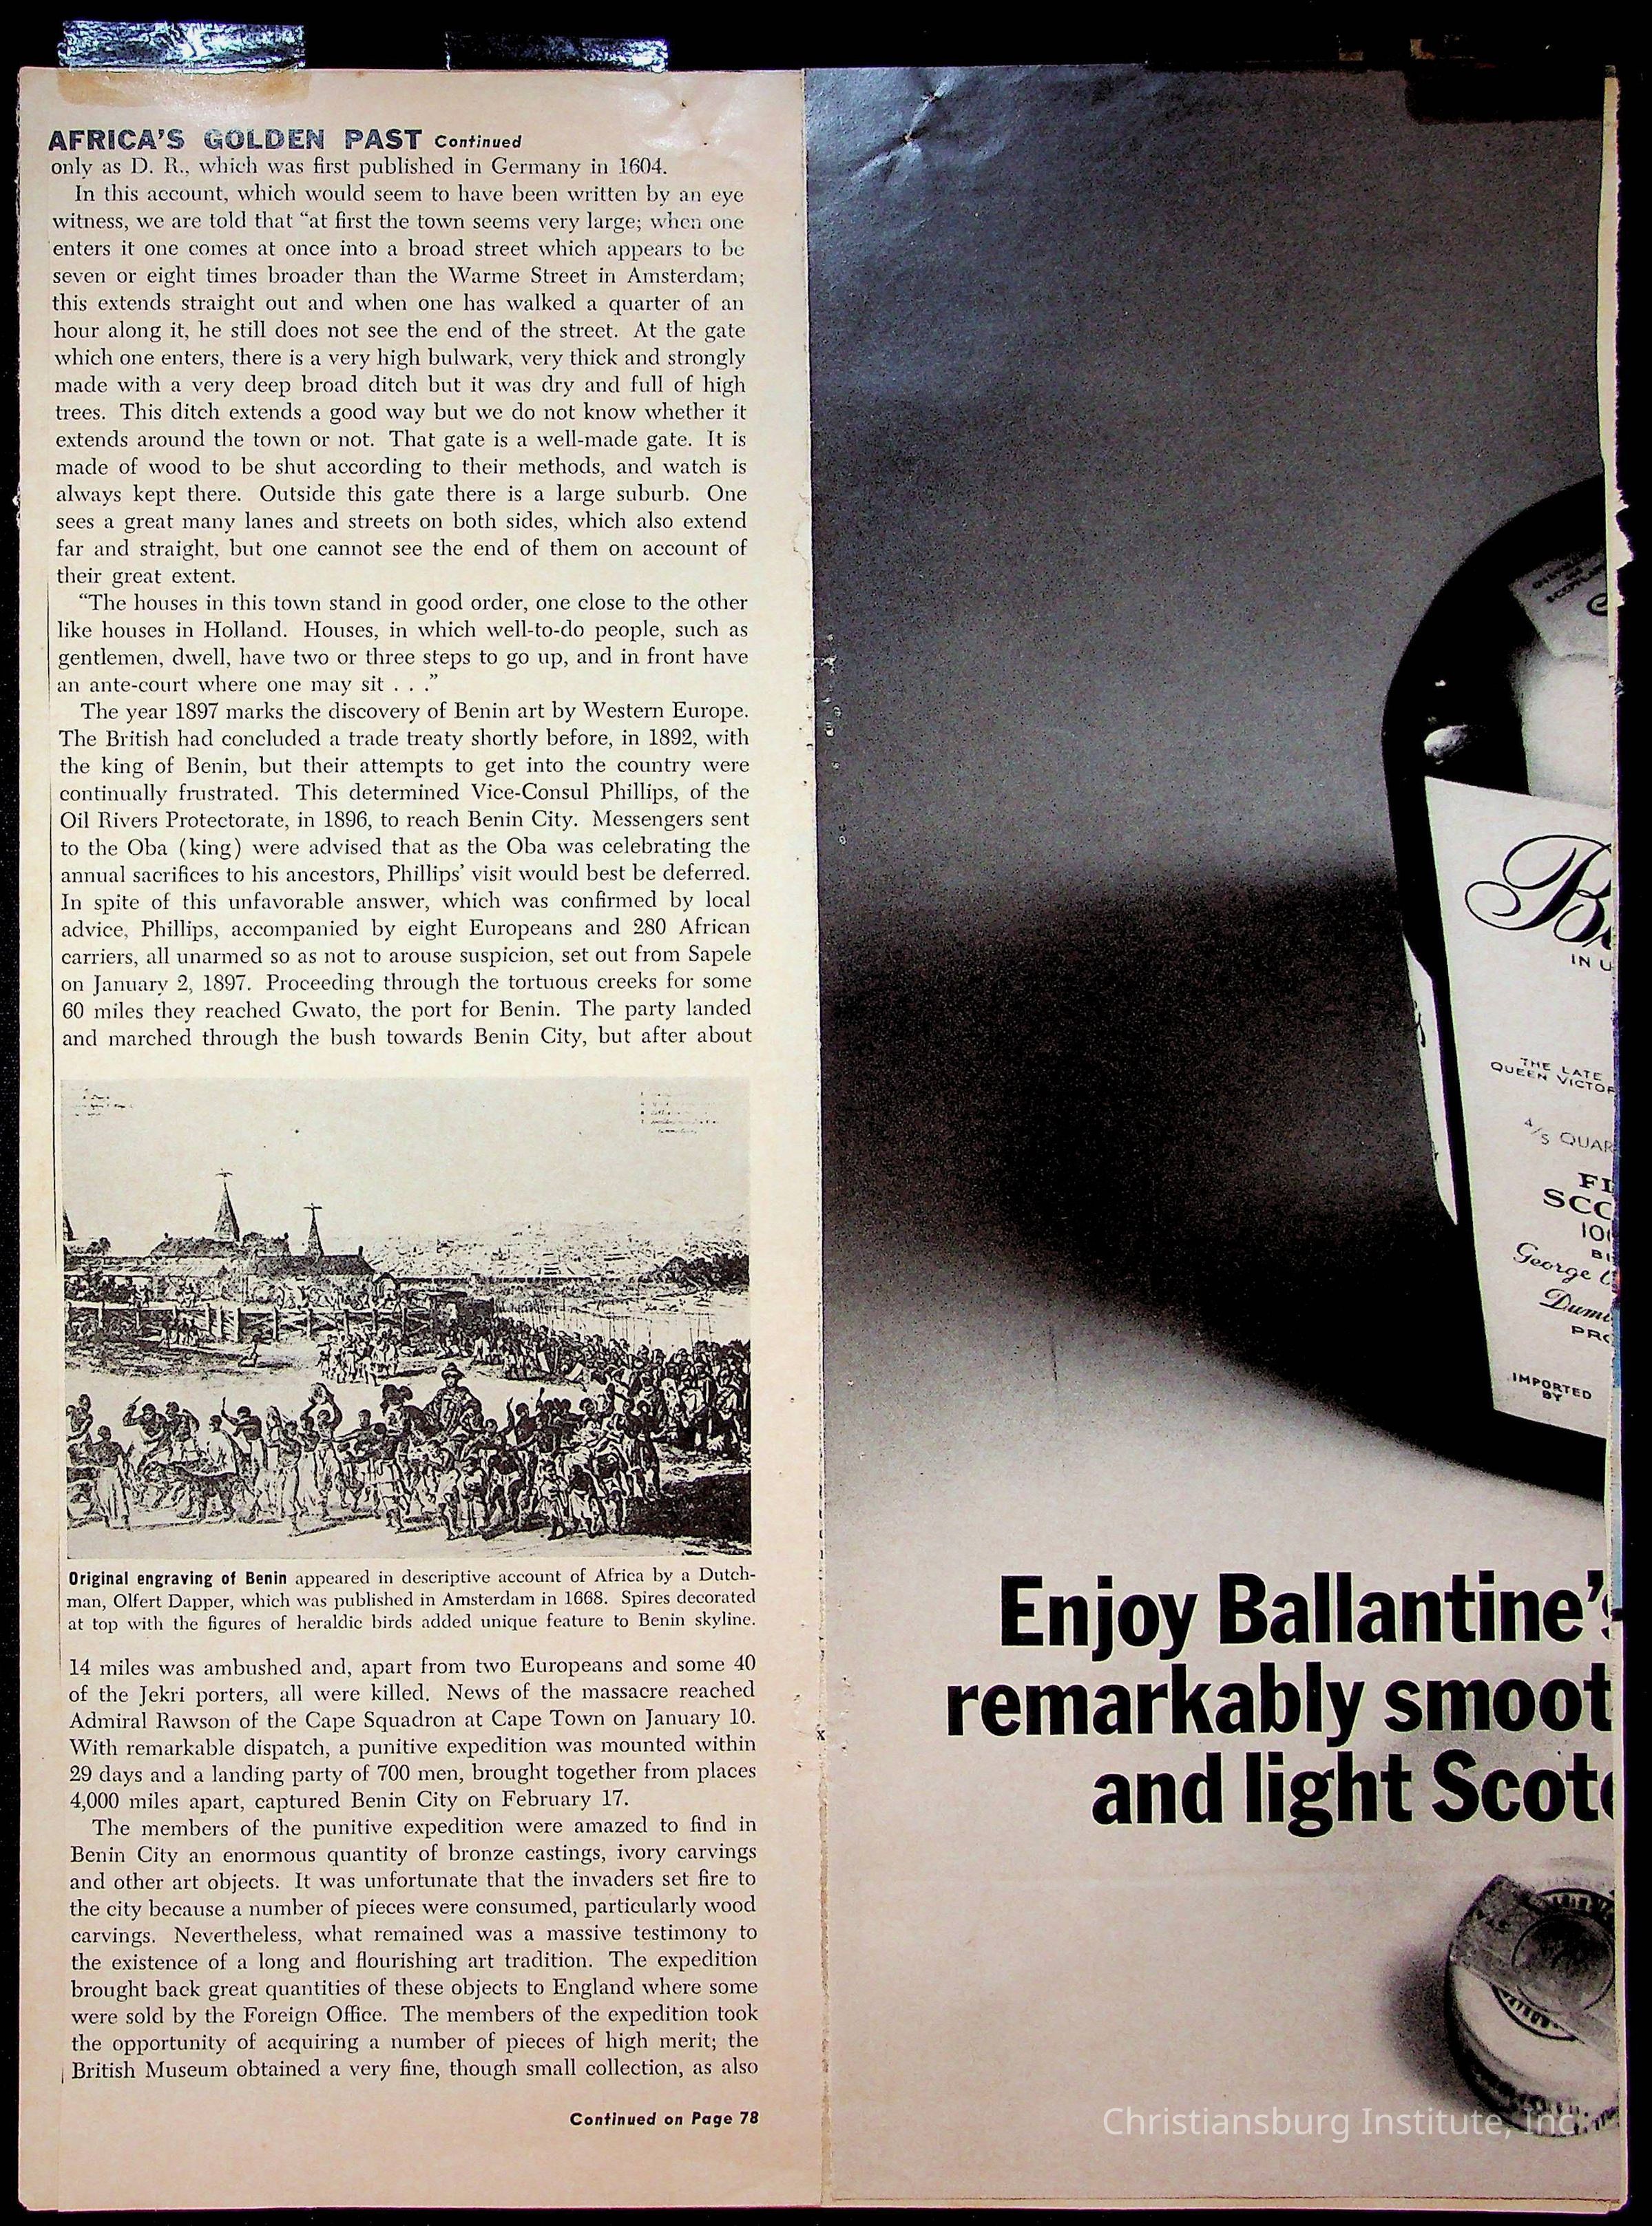 AFRICA'S GOLDEN PAST Continued
only as D. R., which was first published in Germany in 1604.
In this account, which would seem to have been written by an eye
witness, we are told that “at first the town seems very large; when one
enters it one comes at once into a broad street which appears to be
seven or eight times broader than the Warme Street in Amsterdam;
this extends straight out and when one has walked a quarter of an
hour along it, he still does not see the end of the street. At the gate
which one enters, there is a very high bulwark, very thick and strongly
made with a very deep broad ditch but it was dry and full of high
trees. This ditch extends a good way but we do not know whether it
extends around the town or not. That gate is a well-made gate. It is
made of wood to be shut according to their methods, and watch is
always kept there. Outside this gate there is a large suburb. One
sees a great many lanes and streets on both sides, which also extend
far and straight, but one cannot see the end of them on account of
their great extent.
“The houses in this town stand in good order, one close to the other
like houses in Holland. Houses, in which well-to-do people, such as
gentlemen, dwell, have two or three steps to go up, and in front have
an ante-court where one may sit . . .”
The year 1897 marks the discovery of Benin art by Western Europe.
The British had concluded a trade treaty shortly before, in 1892, with
the king of Benin, but their attempts to get into the country were
continually frustrated. This determined Vice-Consul Phillips, of the
Oil Rivers Protectorate, in 1896, to reach Benin City. Messengers sent
to the Oba (king) were advised that as the Oba was celebrating the
annual sacrifices to his ancestors, Phillips' visit would best be deferred.
In spite of this unfavorable answer, which was confirmed by local
advice, Phillips, accompanied by eight Europeans and 280 African
carriers, all unarmed so as not to arouse suspicion, set out from Sapele
on January 2, 1897. Proceeding through the tortuous creeks for some
60 miles they reached Gwato, the port for Benin. The party landed
and marched through the bush towards Benin City, but after about
Original engraving of Benin appeared in descriptive account of Africa by a Dutch-
man, Olfert Dapper, which was published in Amsterdam in 1668. Spires decorated
at top with the figures of heraldic birds added unique feature to Benin skyline.
14 miles was ambushed and, apart from two Europeans and some 40
of the Jekri porters, all were killed. News of the massacre reached
Admiral Rawson of the Cape Squadron at Cape Town on January 10.
With remarkable dispatch, a punitive expedition was mounted within
29 days and a landing party of 700 men, brought together from places
4,000 miles apart, captured Benin City on February 17.
The members of the punitive expedition were amazed to find in
Benin City an enormous quantity of bronze castings, ivory carvings
and other art objects. It was unfortunate that the invaders set fire to
the city because a number of pieces were consumed, particularly wood
carvings. Nevertheless, what remained was a massive testimony to
the existence of a long and flourishing art tradition. The expedition
brought back great quantities of these objects to England where some
were sold by the Foreign Office. The members of the expedition took
the opportunity of acquiring a number of pieces of high merit; the
British Museum obtained a very fine, though small collection, as also
Continued on Page 78
IN U
THE LATE
QUEEN VICTOR
4/5 QUAR
FI
SCO
100
George
PRO
IMPORTED
BY
Enjoy Ballantine's
remarkably smoot
and light Scotc
Christiansburg Institute, Inc.